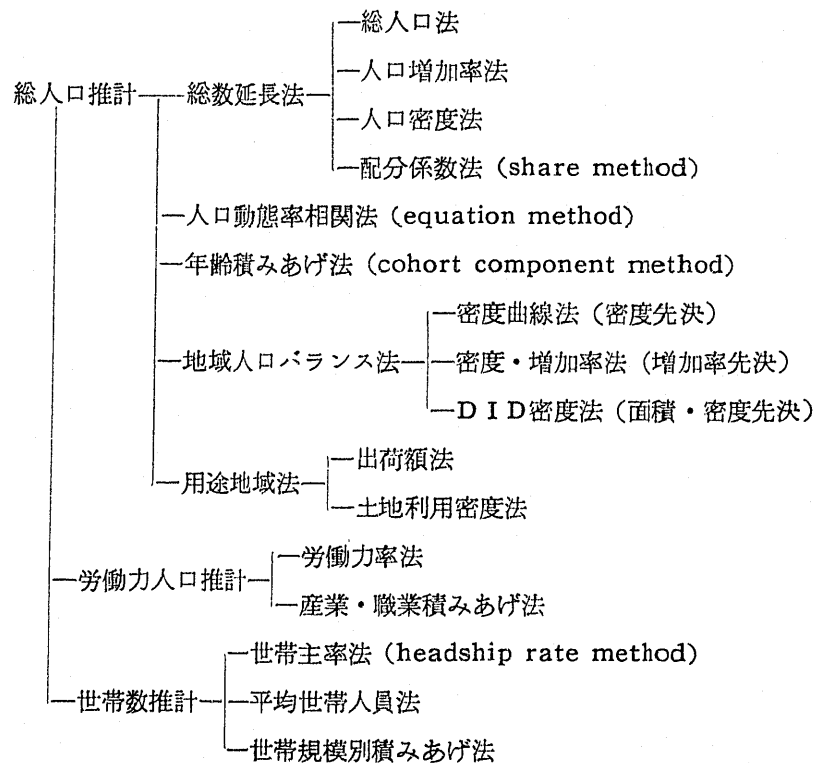 総人口法
人口増加率法
総人口推計 総数延長法
人口密度法
配分係数法 (share method)
人口動態率相関法 (equation method)
年齢積みあげ法 (cohort component method)
密度曲線法 (密度先決)
地域人口バランス法 密度・増加率法 (増加率先決)
DID密度法 (面積・密度先決)
出荷額法
用途地域法
土地利用密度法
労働力率法
労働力人口推計
産業・職業積みあげ法
世帯主率法 (headship rate method)
世帯数推計 平均世帯人員法
世帯規模別積みあげ法